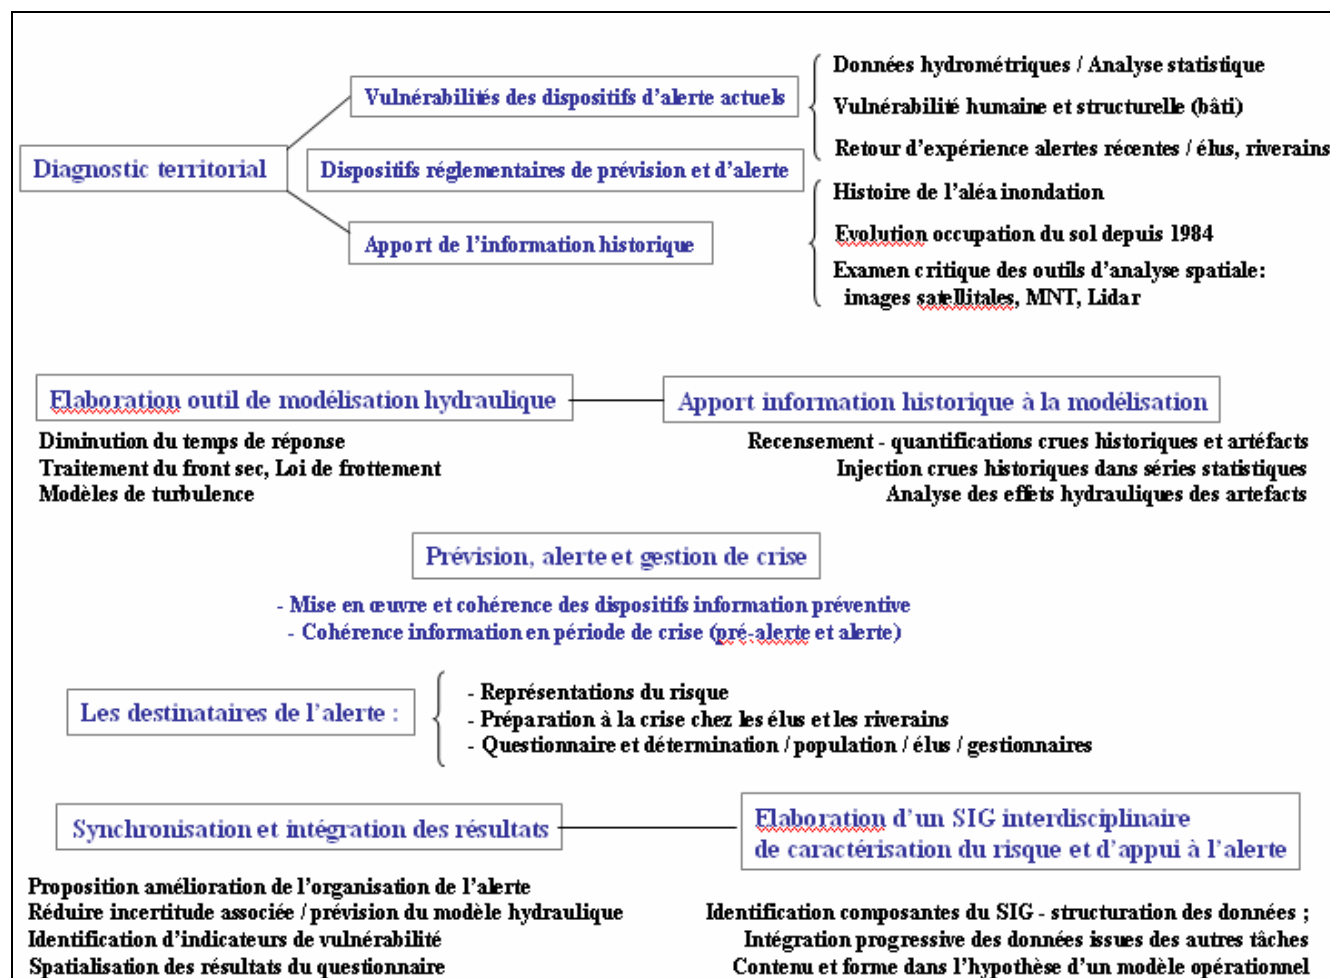 Diagnostic territorial
Vulnérabilités des dispositifs d'alerte actuels
Données hydrométriques / Analyse statistique
Vulnérabilité humaine et structurelle (bâti)
Retour d'expérience alertes récentes / élus, riverains
Dispositifs réglementaires de prévision et d'alerte
Apport de l'information historique
Histoire de l'aléa inondation
Evolution occupation du sol depuis 1984
Examen critique des outils d'analyse spatiale:
images satellitales, MNT, Lidar
Elaboration outil de modélisation hydraulique
Diminution du temps de réponse
Traitement du front sec, Loi de frottement
Modèles de turbulence
Apport information historique à la modélisation
Recensement - quantifications crues historiques et artéfacts
Injection crues historiques dans séries statistiques
Analyse des effets hydrauliques des artefacts
Prévision, alerte et gestion de crise
- Mise en œuvre et cohérence des dispositifs information préventive
- Cohérence information en période de crise (pré-alerte et alerte)
Les destinataires de l'alerte :
- Représentations du risque
- Préparation à la crise chez les élus et les riverains
- Questionnaire et détermination / population / élus / gestionnaires
Synchronisation et intégration des résultats
Proposition amélioration de l'organisation de l'alerte
Réduire incertitude associée / prévision du modèle hydraulique
Identification d'indicateurs de vulnérabilité
Spatialisation des résultats du questionnaire
Elaboration d'un SIG interdisciplinaire
de caractérisation du risque et d'appui à l'alerte
Identification composantes du SIG - structuration des données ;
Intégration progressive des données issues des autres tâches
Contenu et forme dans l'hypothèse d'un modèle opérationnel